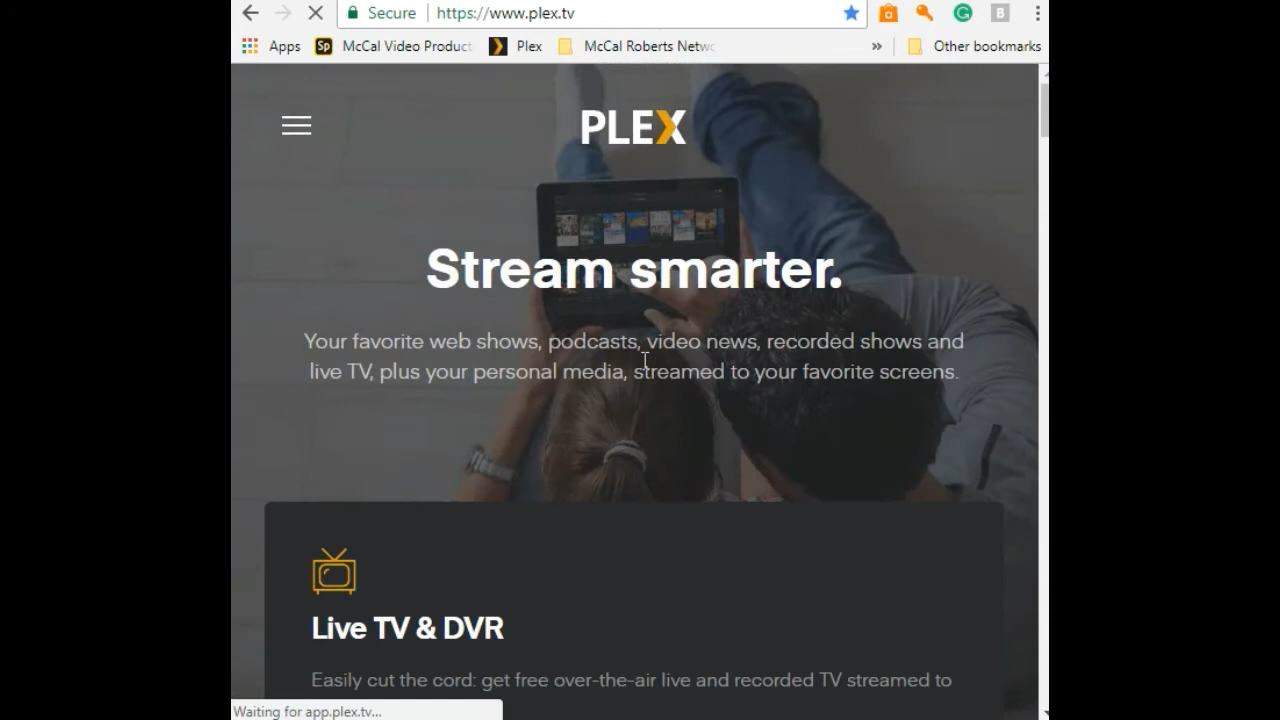 Secure https://www.plex.tv
B
Apps Sp McCal Video Product Plex McCal Roberts Netwo » Other bookmarks
PLEX
Stream smarter.
Your favorite web shows, podcasts, video news, recorded shows and
live TV, plus your personal media, streamed to your favorite screens.
Live TV & DVR
Easily cut the cord: get free over-the-air live and recorded TV streamed to
Waiting for app.plex.tv...